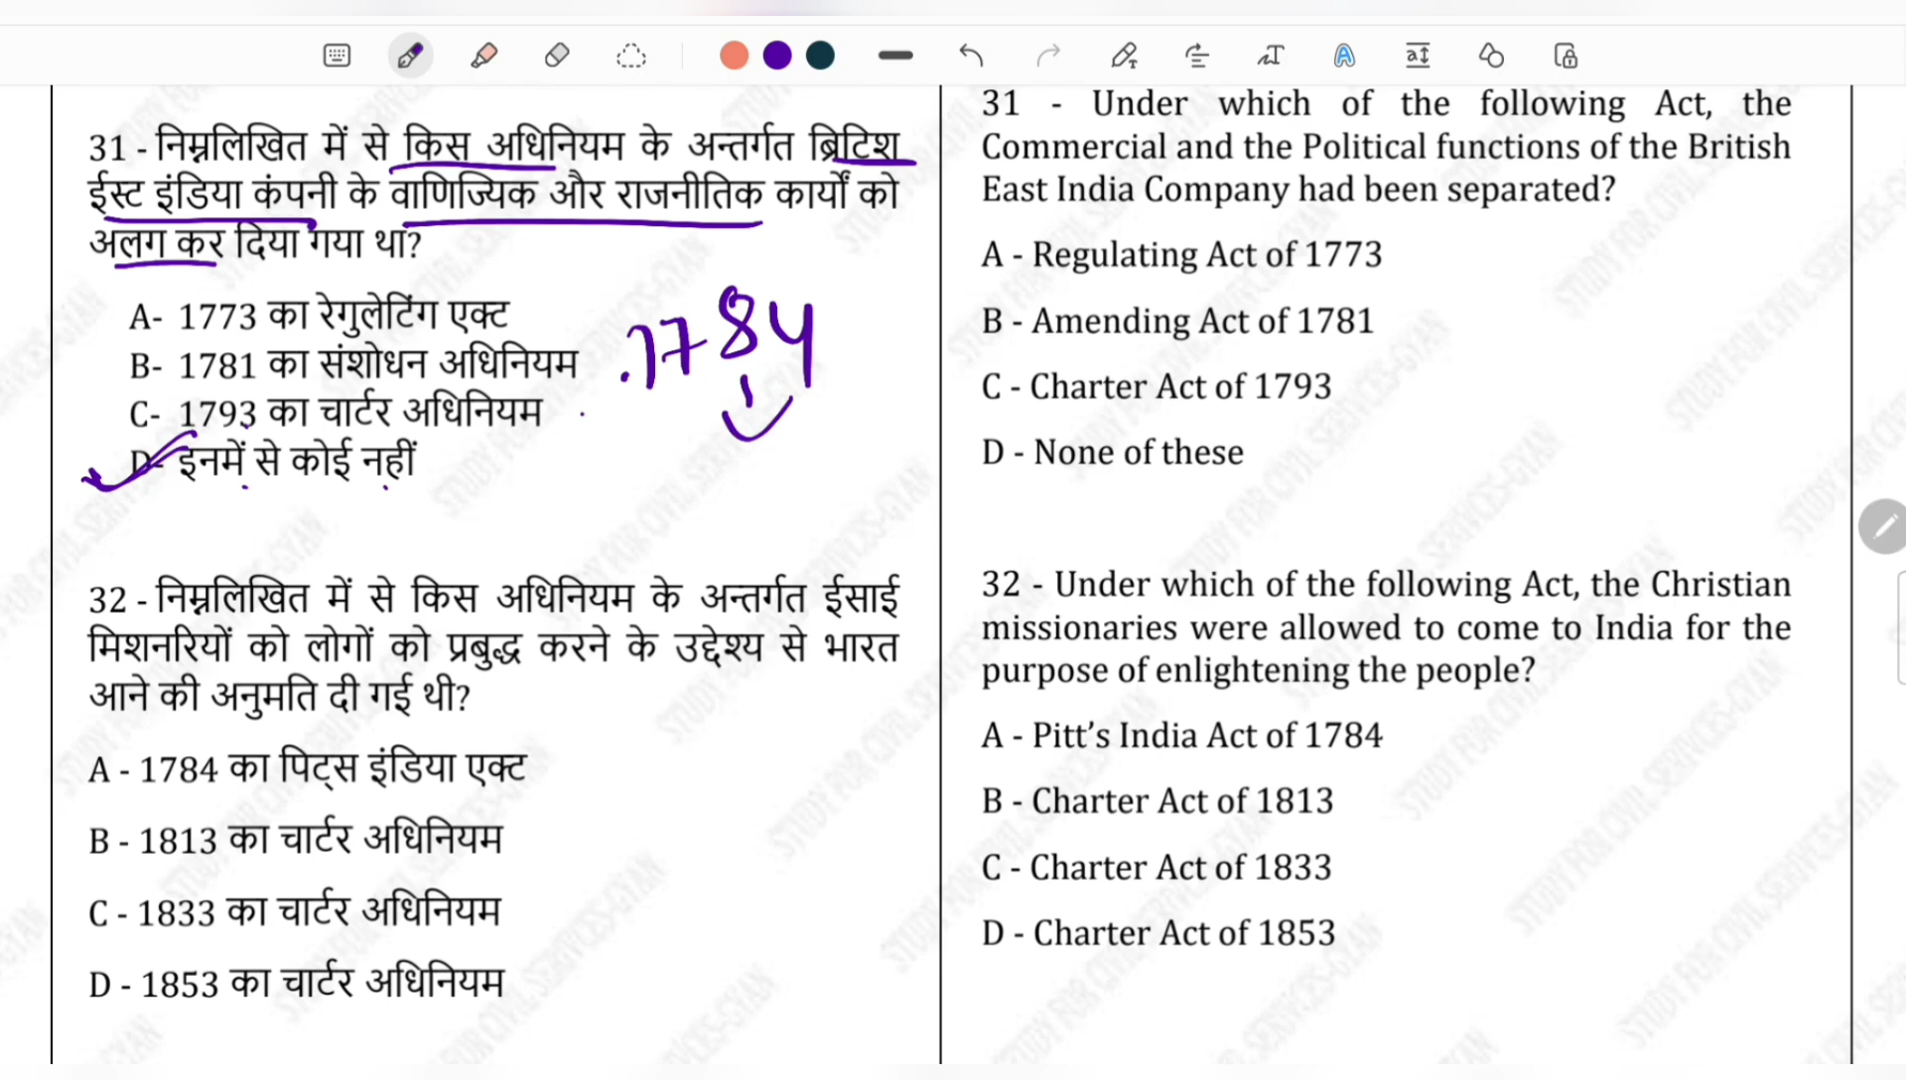 31 - निम्नलिखित में से किस अधिनियम के अन्तर्गत ब्रिटिश
ईस्ट इंडिया कंपनी के वाणिज्यिक और राजनीतिक कार्यों को
अलग कर दिया गया था?
A- 1773 का रेगुलेटिंग एक्ट
B- 1781 का संशोधन अधिनियम
C- 1793 का चार्टर अधिनियम
D- इनमें से कोई नहीं
1784
32 - निम्नलिखित में से किस अधिनियम के अन्तर्गत ईसाई
मिशनरियों को लोगों को प्रबुद्ध करने के उद्देश्य से भारत
आने की अनुमति दी गई थी?
A - 1784 का पिट्स इंडिया एक्ट
B - 1813 का चार्टर अधिनियम
C - 1833 का चार्टर अधिनियम
D - 1853 का चार्टर अधिनियम
31 - Under which of the following Act, the
Commercial and the Political functions of the British
East India Company had been separated?
A - Regulating Act of 1773
B - Amending Act of 1781
C - Charter Act of 1793
D - None of these
32 - Under which of the following Act, the Christian
missionaries were allowed to come to India for the
purpose of enlightening the people?
A - Pitt’s India Act of 1784
B - Charter Act of 1813
C - Charter Act of 1833
D - Charter Act of 1853
STUDY FOR CIVIL SERVICES-GYAN